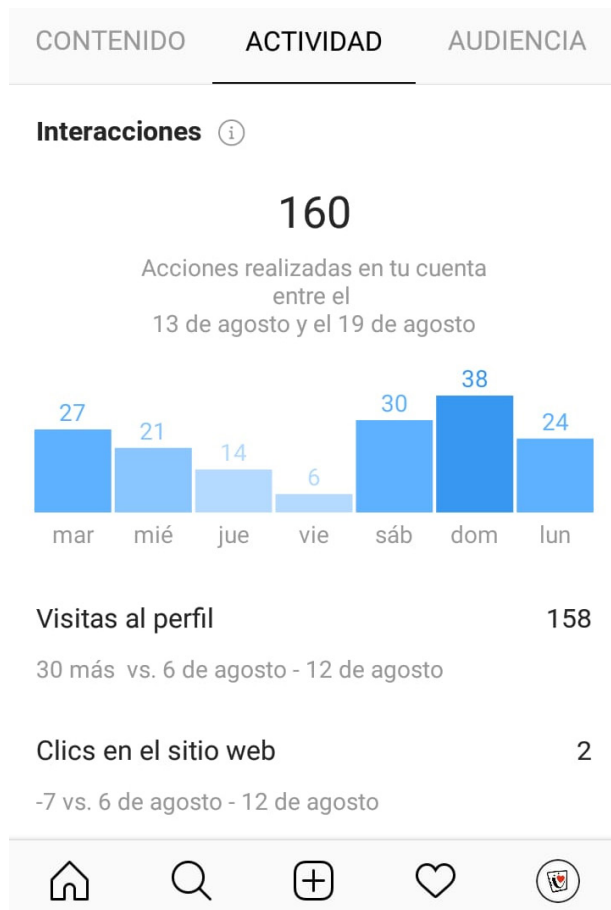 CONTENIDO ACTIVIDAD AUDIENCIA
Interacciones
160
Acciones realizadas en tu cuenta
entre el
13 de agosto y el 19 de agosto
27 21 14 6 30 38 24
mar mié jue vie sáb dom lun
Visitas al perfil 158
30 más vs. 6 de agosto - 12 de agosto
Clics en el sitio web 2
-7 vs. 6 de agosto - 12 de agosto